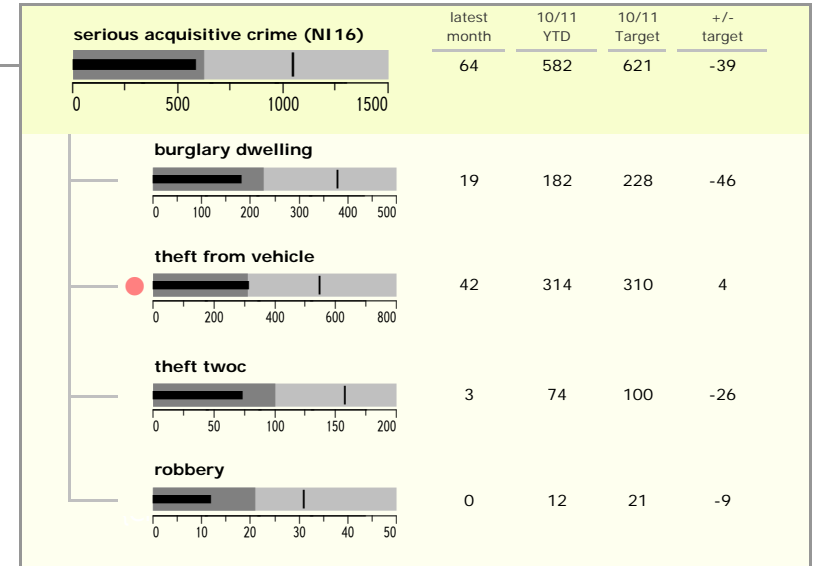 latest 10/11 10/11 +/-
serious acquisitive crime (NI16) month YTD Target target
64 582 621 -39
0 500 1000 1500
burglary dwelling
19 182 228 -46
0 100 200 300 400 500
theft from vehicle
42 314 310 4
0 200 400 600 800
theft twoc
3 74 100 -26
0 50 100 150 200
robbery
0 12 21 -9
0 10 20 30 40 50